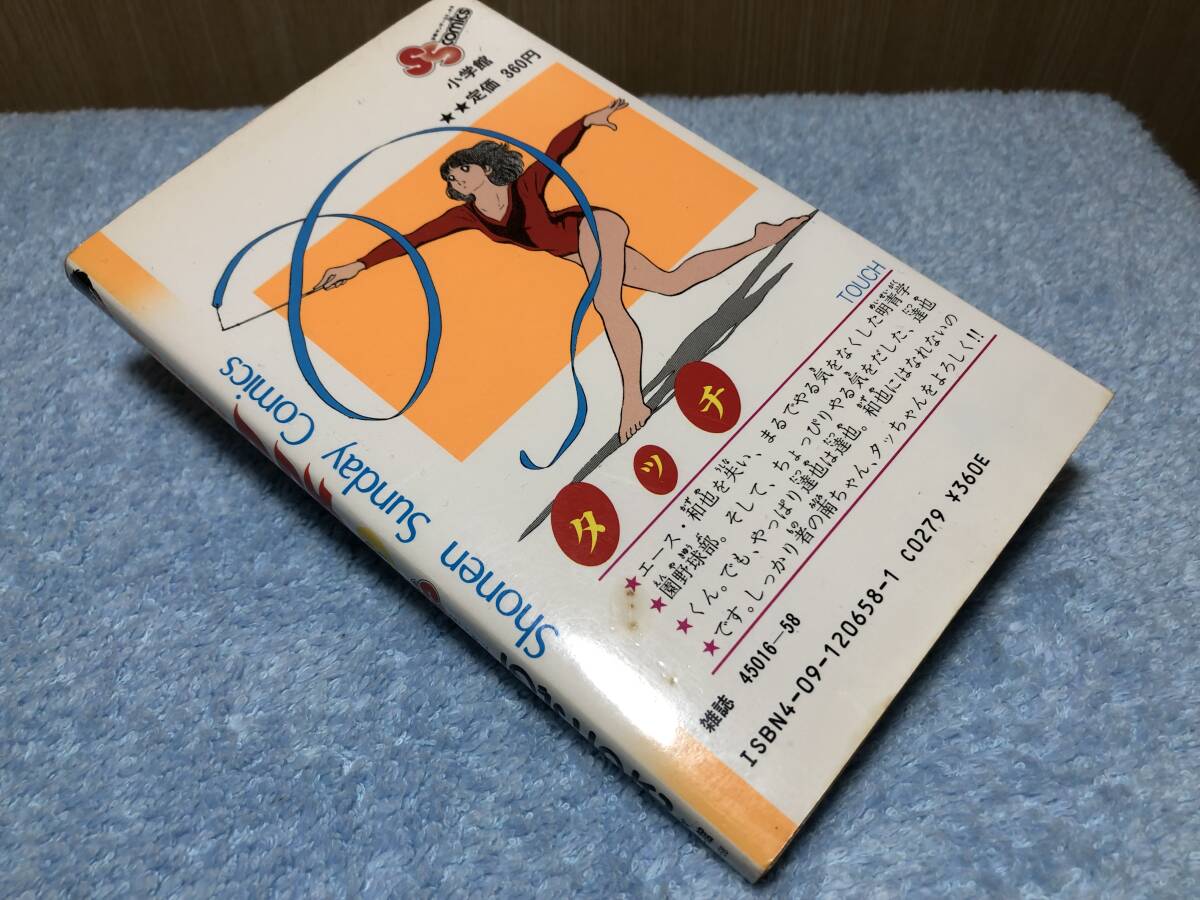 SS comics
小学館
★★定価 360円
TOUCH
タッチ
★エース・和也を失い、まるでやる気をなくした明青学
★園野球部。そして、ちょっぴりやる気をだした、達也
★くん。でも、やっぱり達也は達也。和也にはなれないの
★です。しっかり者の南ちゃん、タッちゃんをよろしく!!
雑誌 45016-58
ISBN4-09-120658-1 C0279 ¥360E
Shonen Sunday Comics